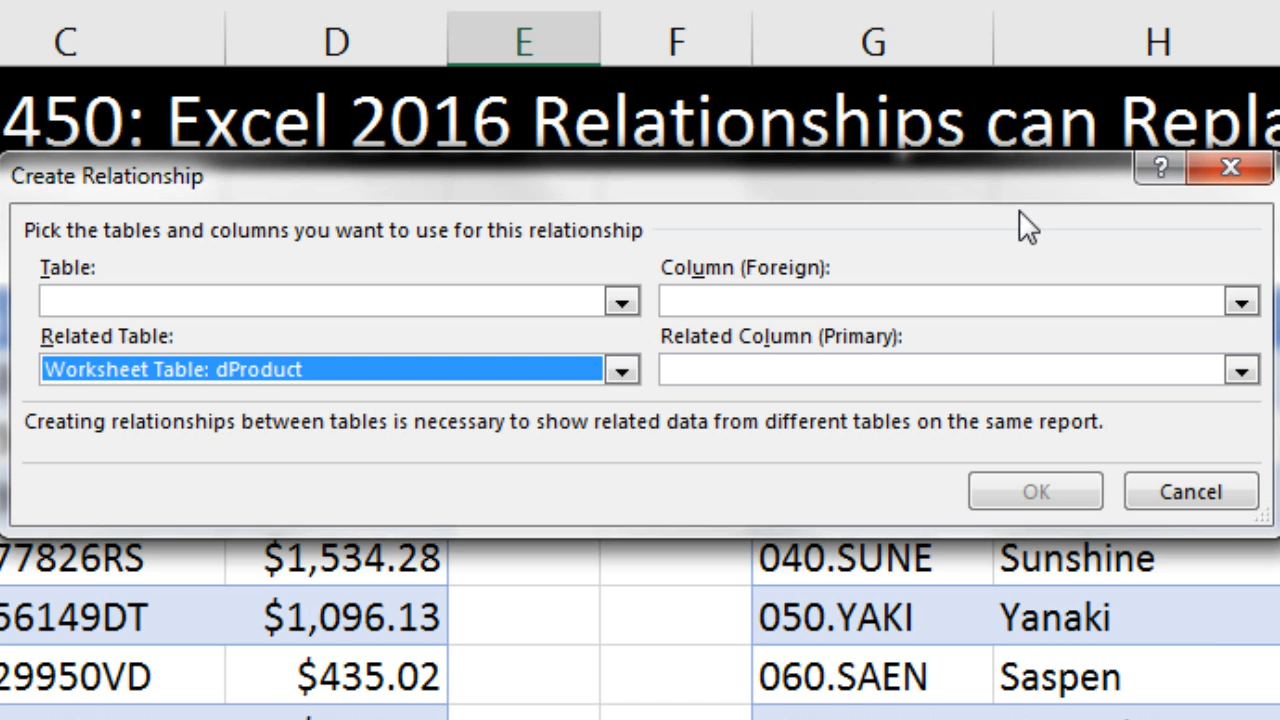 C D E F G H
450: Excel 2016 Relationships can Repla
Create Relationship
?
Pick the tables and columns you want to use for this relationship
Table: Column (Foreign):
Related Table: Related Column (Primary):
Worksheet Table: dProduct
Creating relationships between tables is necessary to show related data from different tables on the same report.
OK Cancel
77826RS $1,534.28 040.SUNE Sunshine
56149DT $1,096.13 050.YAKI Yanaki
29950VD $435.02 060.SAEN Saspen